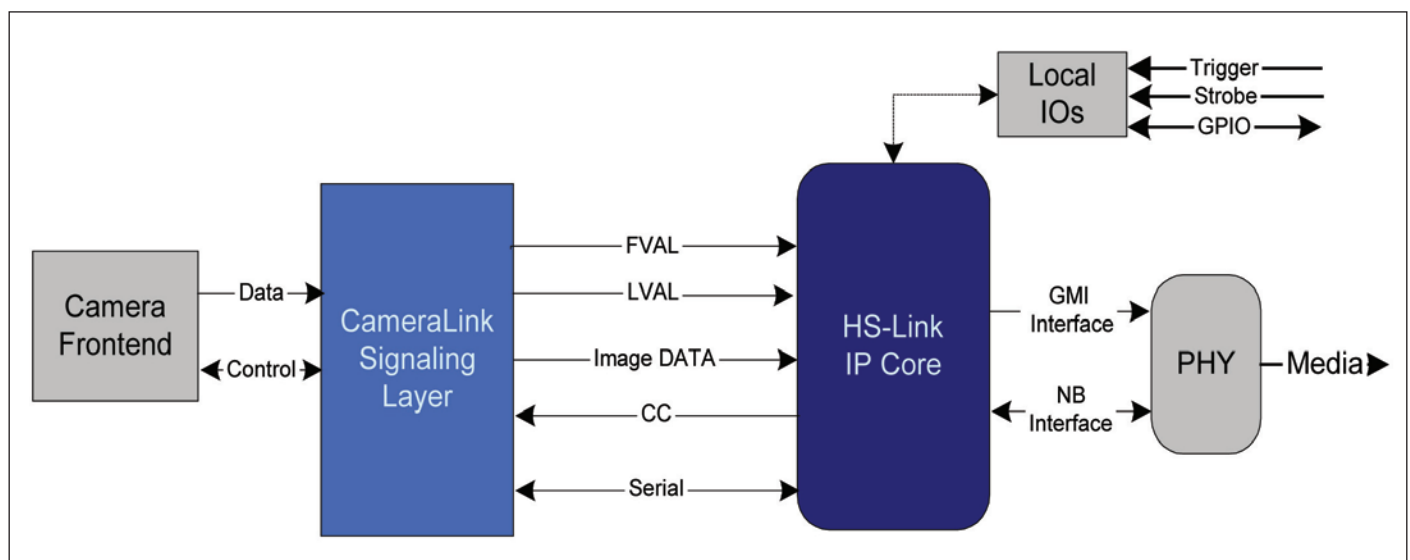 Local
IOs
Trigger
Strobe
GPIO
Camera
Frontend
Data
Control
CameraLink
Signaling
Layer
FVAL
LVAL
Image DATA
CC
Serial
HS-Link
IP Core
GMI
Interface
NB
Interface
PHY
Media